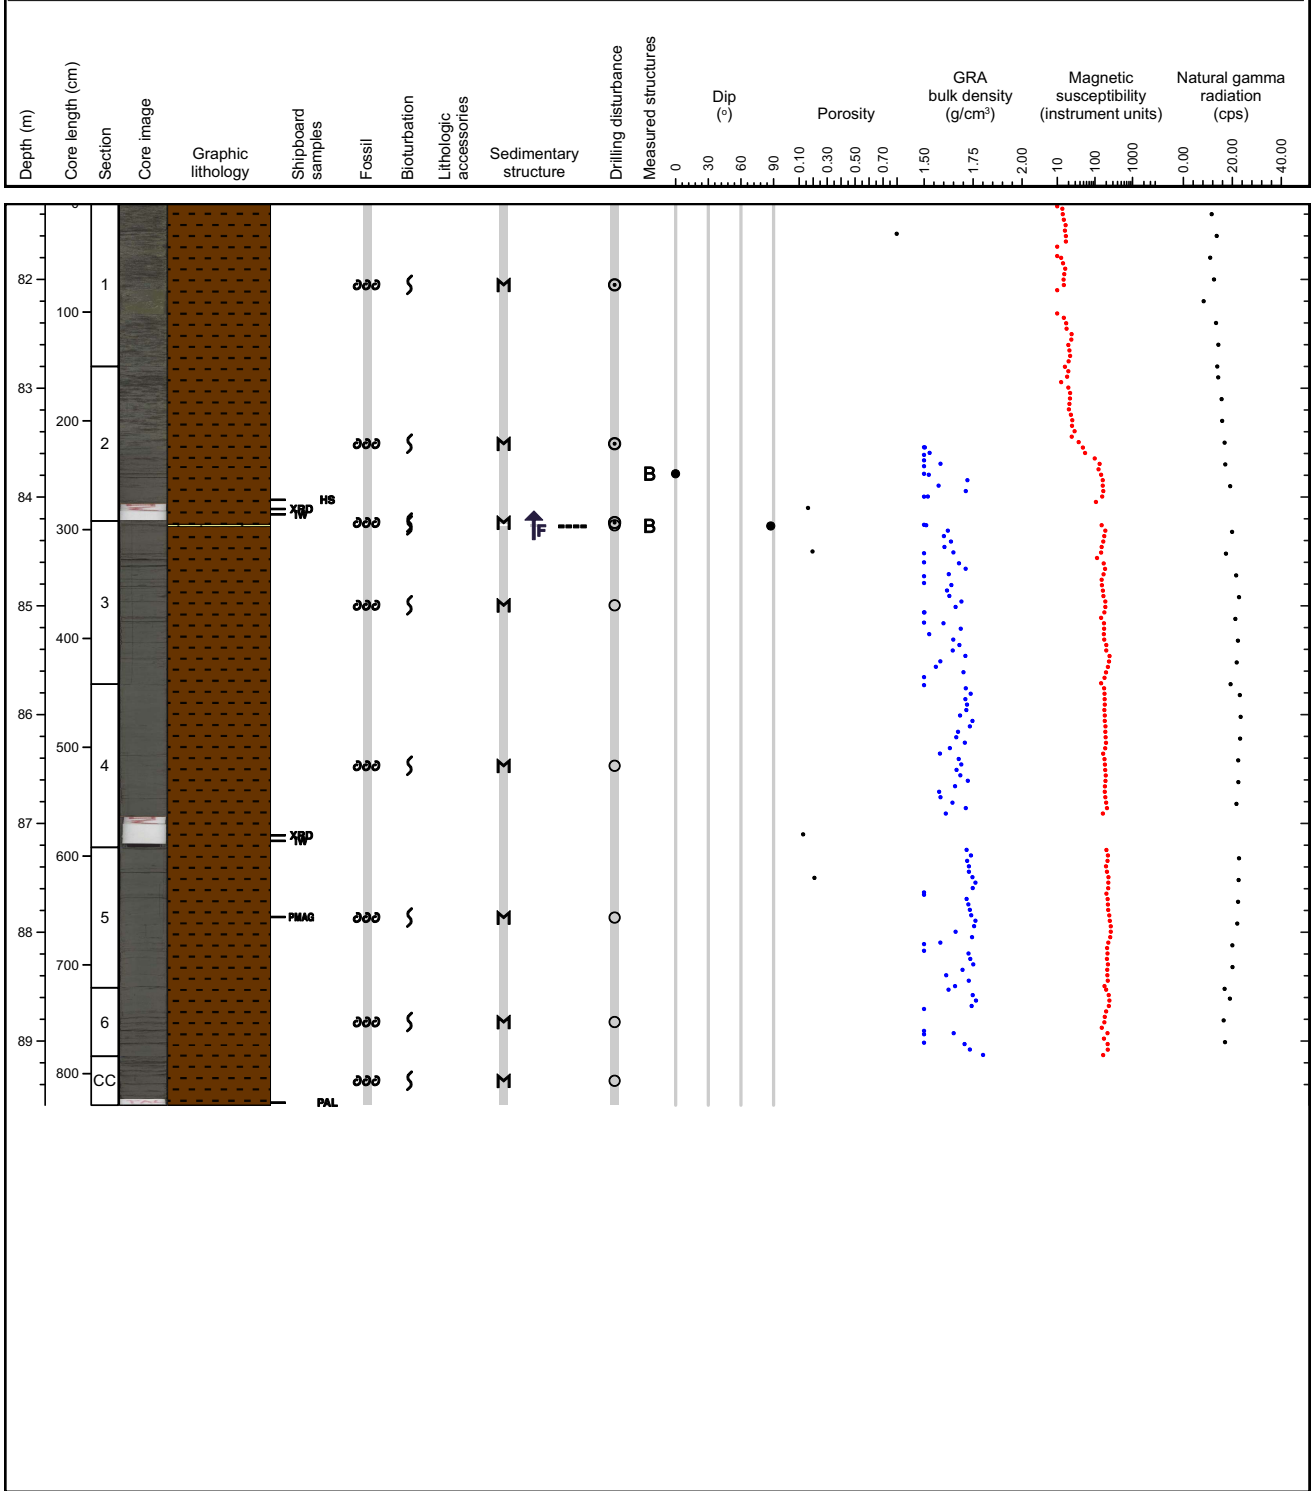 Depth (m)
Core length (cm)
Section
Core image
Graphic
lithology
Shipboard
samples
Fossil
Bioturbation
Lithologic
accessories
Sedimentary
structure
Drilling disturbance
Measured structures
Dip
(o)
0
30
60
90
Porosity
0.10
0.30
0.50
0.70
GRA
bulk density
(g/cm3)
1.50
1.75
2.00
Magnetic
susceptibility
(instrument units)
10
100
1000
Natural gamma
radiation
(cps)
0.00
20.00
40.00
0
82
1
100
83
200
2
B
84
HS
XRD
IW
300
F
B
3
85
400
86
500
4
87
XRD
IW
600
5
PMAG
88
700
6
89
CC
800
PAL